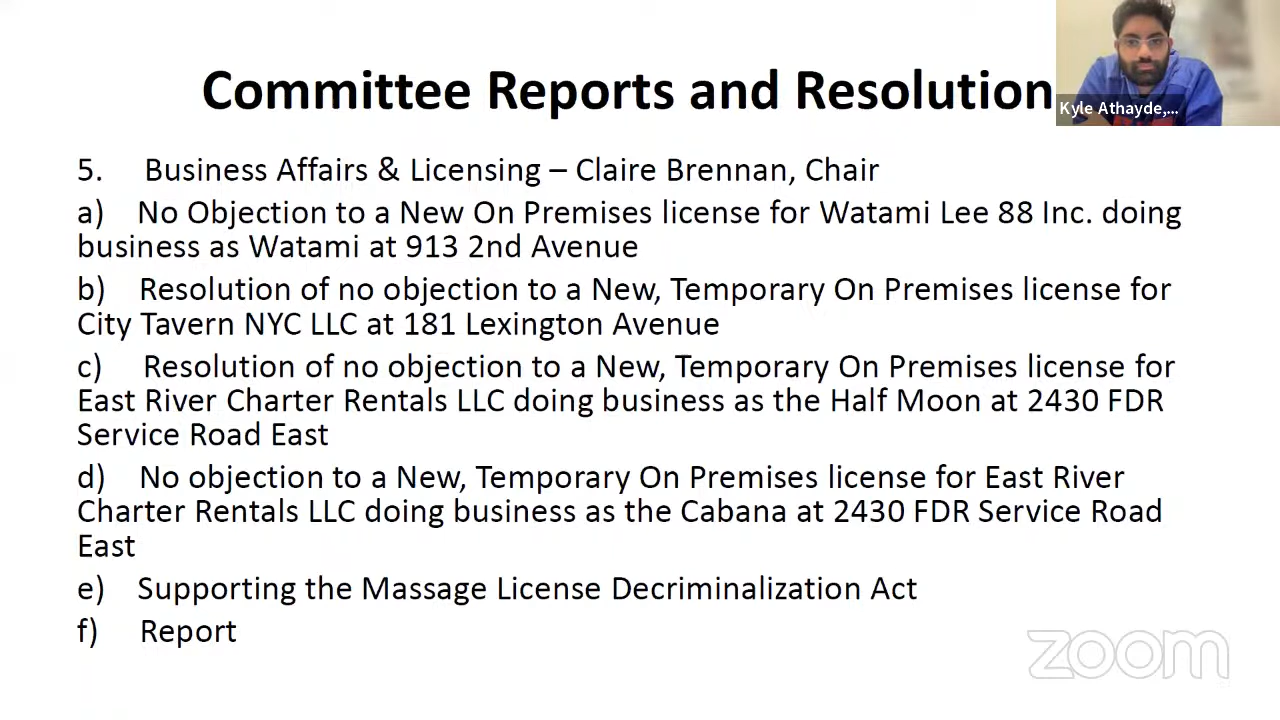 Committee Reports and Resolution
Kyle Athayde,...
5. Business Affairs & Licensing – Claire Brennan, Chair
a) No Objection to a New On Premises license for Watami Lee 88 Inc. doing
business as Watami at 913 2nd Avenue
b) Resolution of no objection to a New, Temporary On Premises license for
City Tavern NYC LLC at 181 Lexington Avenue
c) Resolution of no objection to a New, Temporary On Premises license for
East River Charter Rentals LLC doing business as the Half Moon at 2430 FDR
Service Road East
d) No objection to a New, Temporary On Premises license for East River
Charter Rentals LLC doing business as the Cabana at 2430 FDR Service Road
East
e) Supporting the Massage License Decriminalization Act
f) Report
zoom